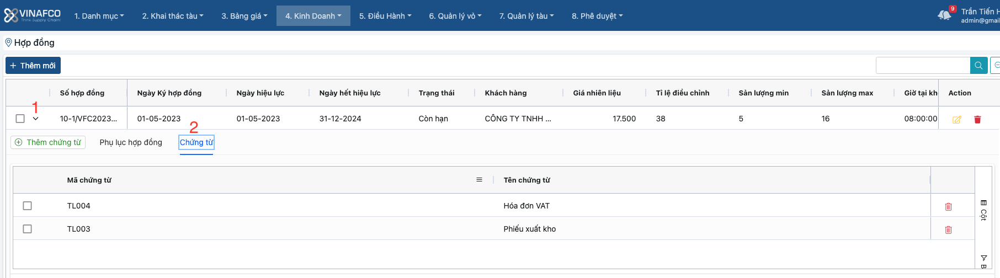 VINAFCO
Think Supply Chain!
1. Danh mục
2. Khai thác tàu
3. Bảng giá
4. Kinh Doanh
5. Điều Hành
6. Quản lý vỏ
7. Quản lý tàu
8. Phê duyệt
9
Trần Tiến H
admin@gmail
Hợp đồng
+ Thêm mới
Số hợp đồng
Ngày Ký hợp đồng
Ngày hiệu lực
Ngày hết hiệu lực
Trạng thái
Khách hàng
Giá nhiên liệu
Tỉ lệ điều chỉnh
Sản lượng min
Sản lượng max
Giờ tại kh
Action
1
10-1/VFC2023...
01-05-2023
01-05-2023
31-12-2024
Còn hạn
CÔNG TY TNHH ...
17.500
38
5
16
08:00:00
2
Thêm chứng từ
Phụ lục hợp đồng
Chứng từ
Mã chứng từ
Tên chứng từ
TL004
Hóa đơn VAT
TL003
Phiếu xuất kho
Cột
B